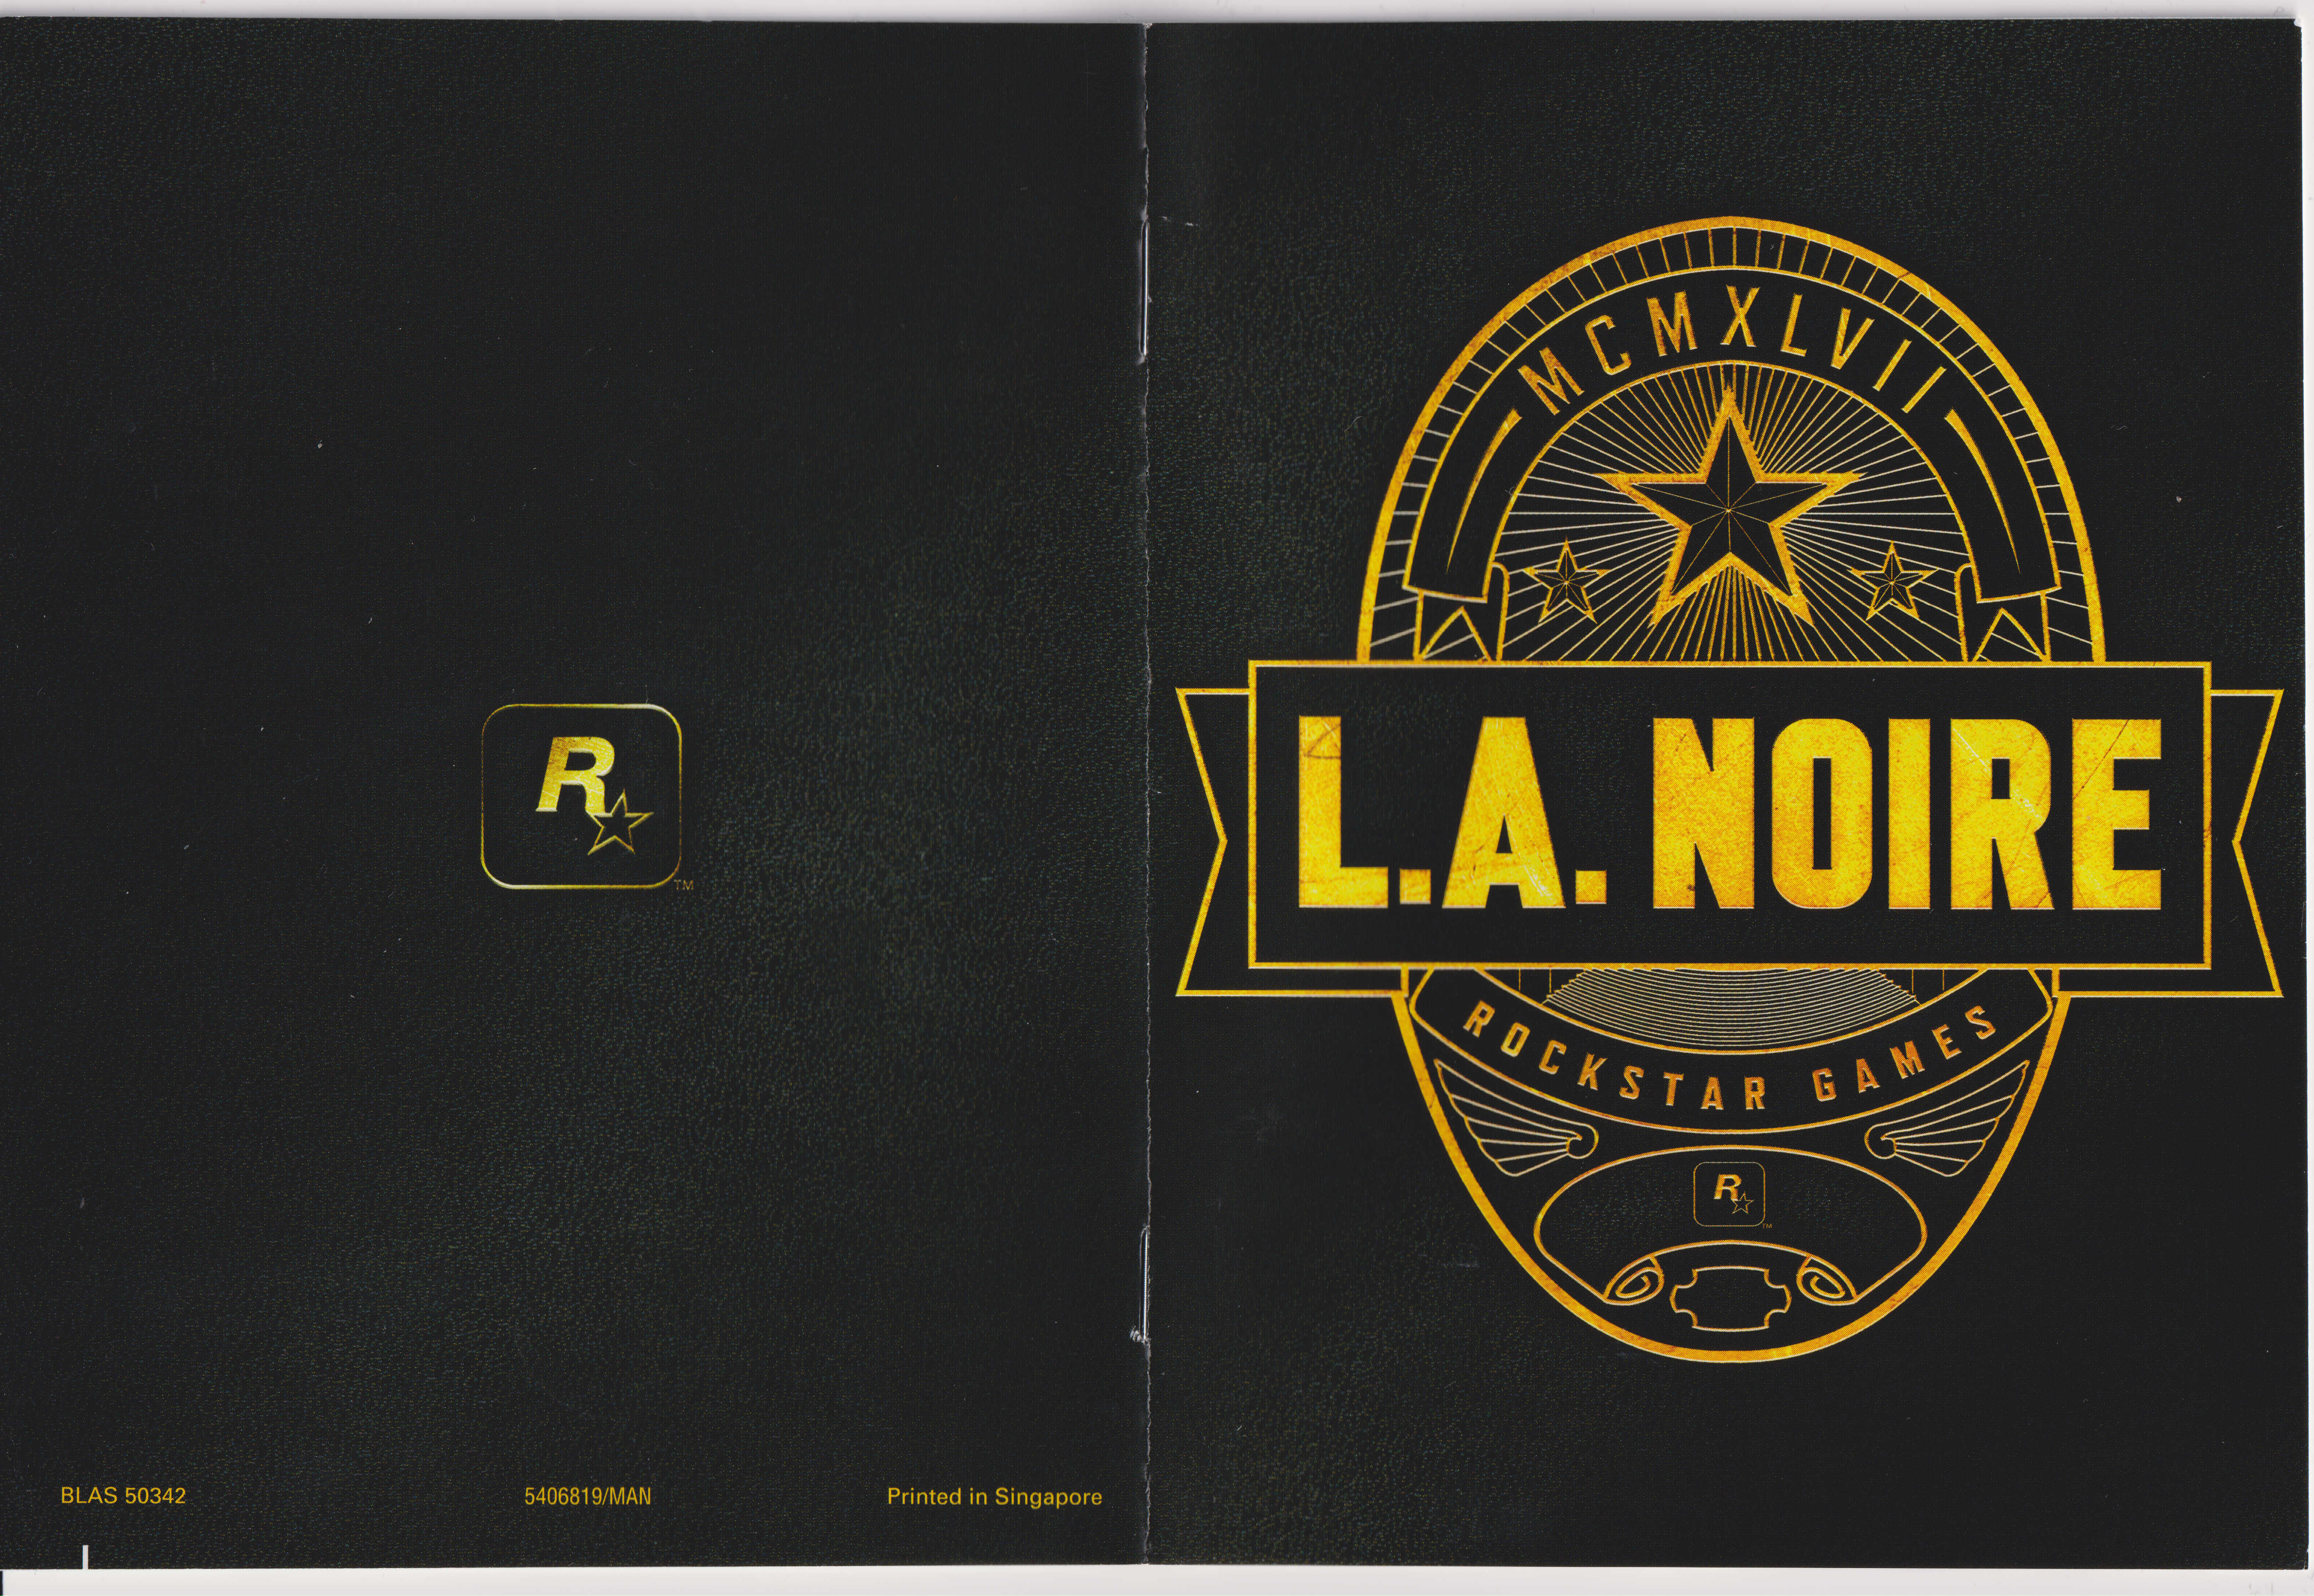 R
TM
BLAS 50342
5406819/MAN
Printed in Singapore
MCMXLVII
L.A. NOIRE
ROCKSTAR GAMES
R
TM